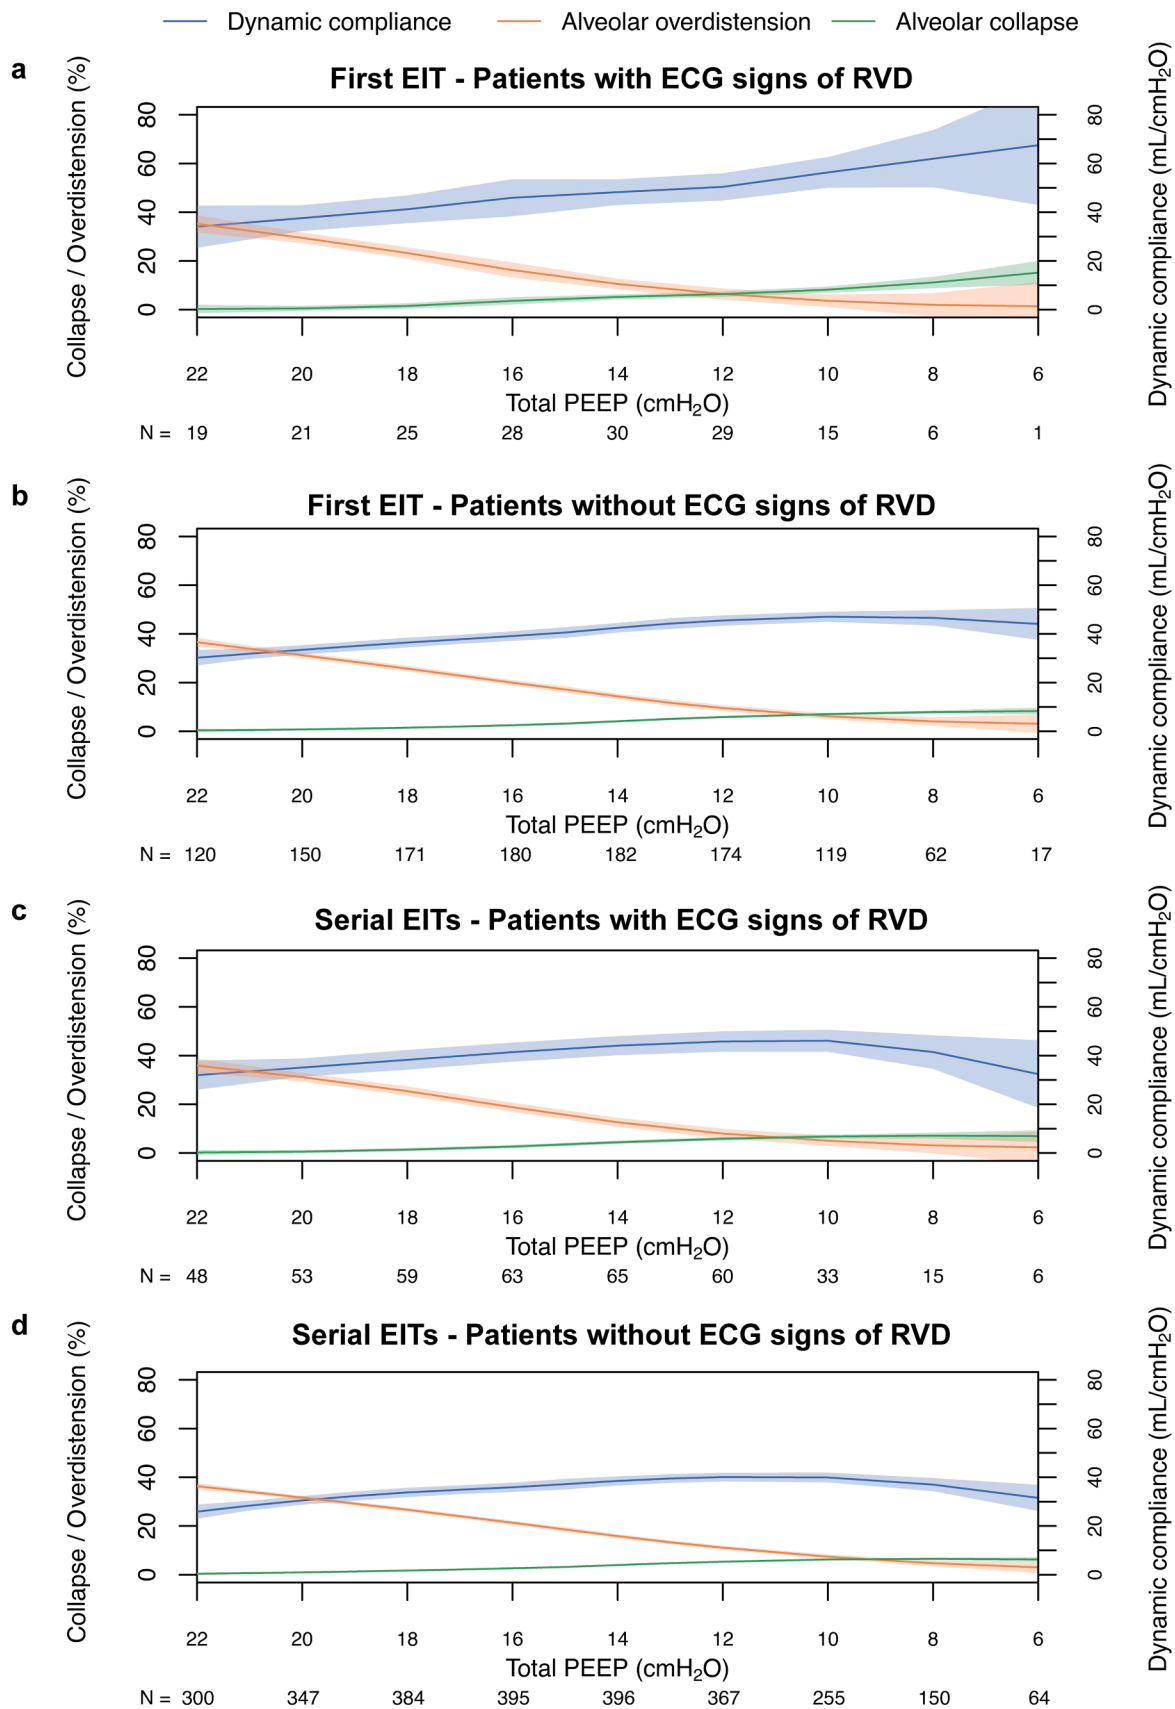 Dynamic compliance Alveolar overdistension Alveolar collapse
a
First EIT - Patients with ECG signs of RVD
Collapse / Overdistension (%)
80
60
40
20
0
80
60
40
20
0
Dynamic compliance (mL/cmH₂O)
22 20 18 16 14 12 10 8 6
Total PEEP (cmH₂O)
N = 19 21 25 28 30 29 15 6 1
b
First EIT - Patients without ECG signs of RVD
Collapse / Overdistension (%)
80
60
40
20
0
80
60
40
20
0
Dynamic compliance (mL/cmH₂O)
22 20 18 16 14 12 10 8 6
Total PEEP (cmH₂O)
N = 120 150 171 180 182 174 119 62 17
c
Serial EITs - Patients with ECG signs of RVD
Collapse / Overdistension (%)
80
60
40
20
0
80
60
40
20
0
Dynamic compliance (mL/cmH₂O)
22 20 18 16 14 12 10 8 6
Total PEEP (cmH₂O)
N = 48 53 59 63 65 60 33 15 6
d
Serial EITs - Patients without ECG signs of RVD
Collapse / Overdistension (%)
80
60
40
20
0
80
60
40
20
0
Dynamic compliance (mL/cmH₂O)
22 20 18 16 14 12 10 8 6
Total PEEP (cmH₂O)
N = 300 347 384 395 396 367 255 150 64